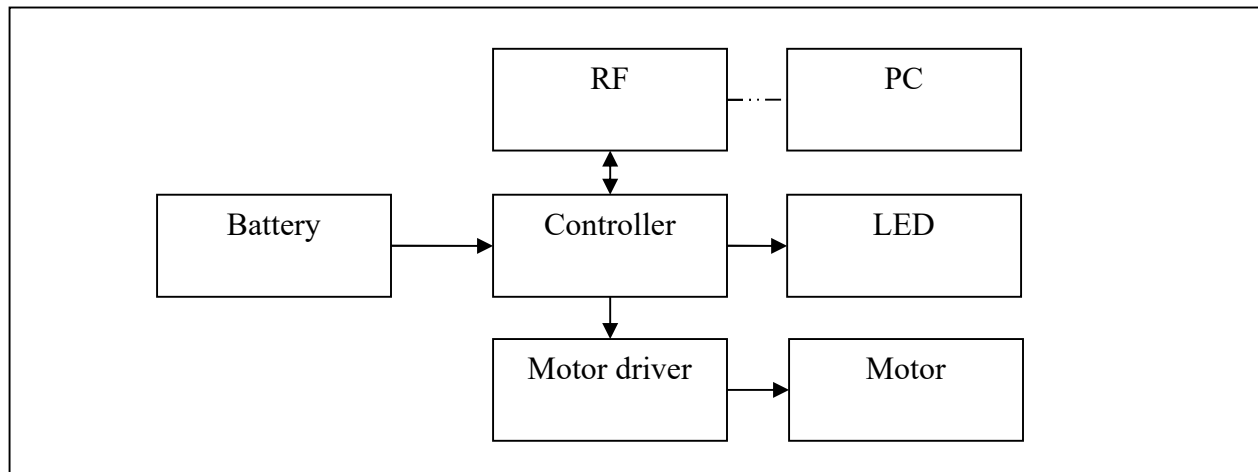 RF
PC
Battery
Controller
LED
Motor driver
Motor